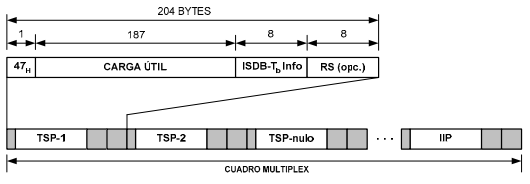 204 BYTES
1 187 8 8
47H CARGA ÚTIL ISDB-Tb Info RS (opc.)
TSP-1 TSP-2 TSP-nulo . . . IIP
CUADRO MULTIPLEX